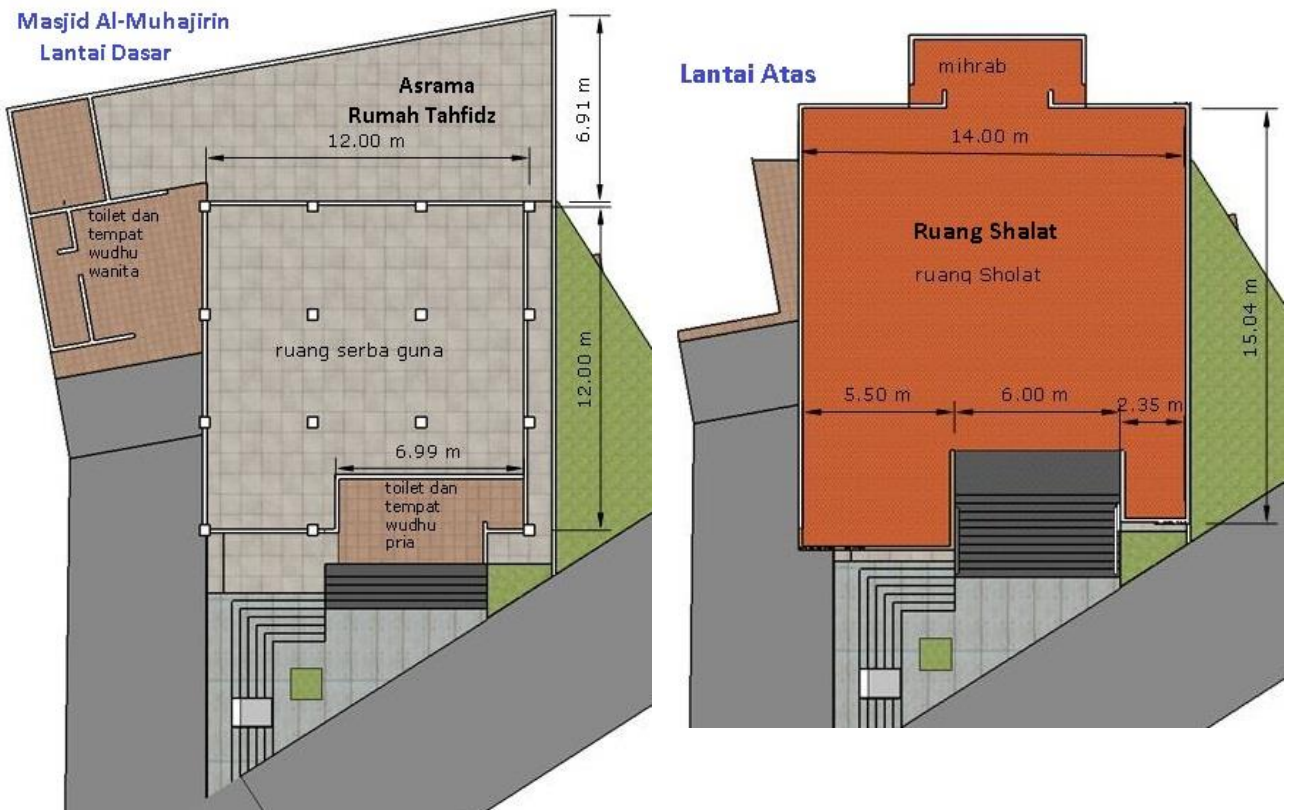 Masjid Al-Muhajirin
Lantai Dasar
Asrama
Rumah Tahfidz
12.00 m
6.91 m
toilet dan
tempat
wudhu
wanita
ruang serba guna
12.00 m
6.99 m
toilet dan
tempat
wudhu
pria
Lantai Atas
mihrab
14.00 m
Ruang Shalat
ruang Sholat
15.04 m
5.50 m
6.00 m
2.35 m